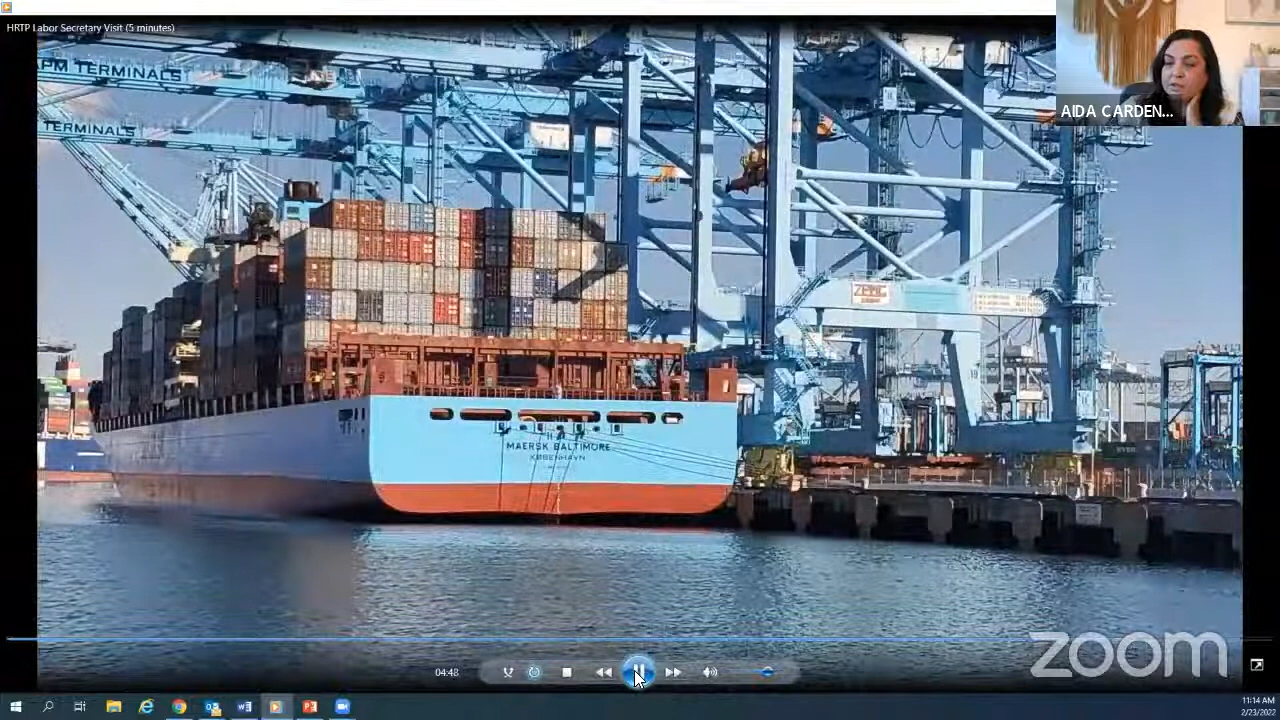 HRTP Labor Secretary Visit (5 minutes)
APM TERMINALS
TERMINALS
AIDA CARDEN...
ZPMC
MAERSK BALTIMORE
KØBENHAVN
zoom
04:48
11:14 AM
2/23/2022